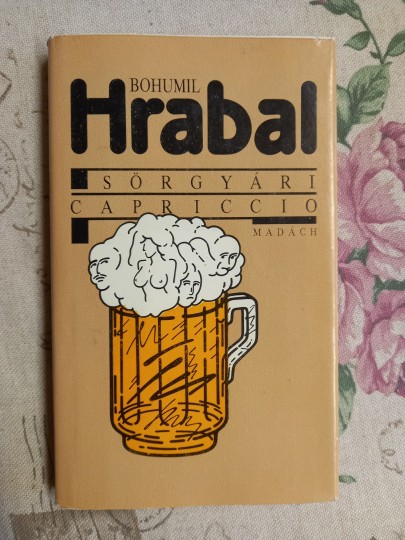 BOHUMIL
Hrabal
SÖRGYÁRI
CAPRICCIO
MADÁCH